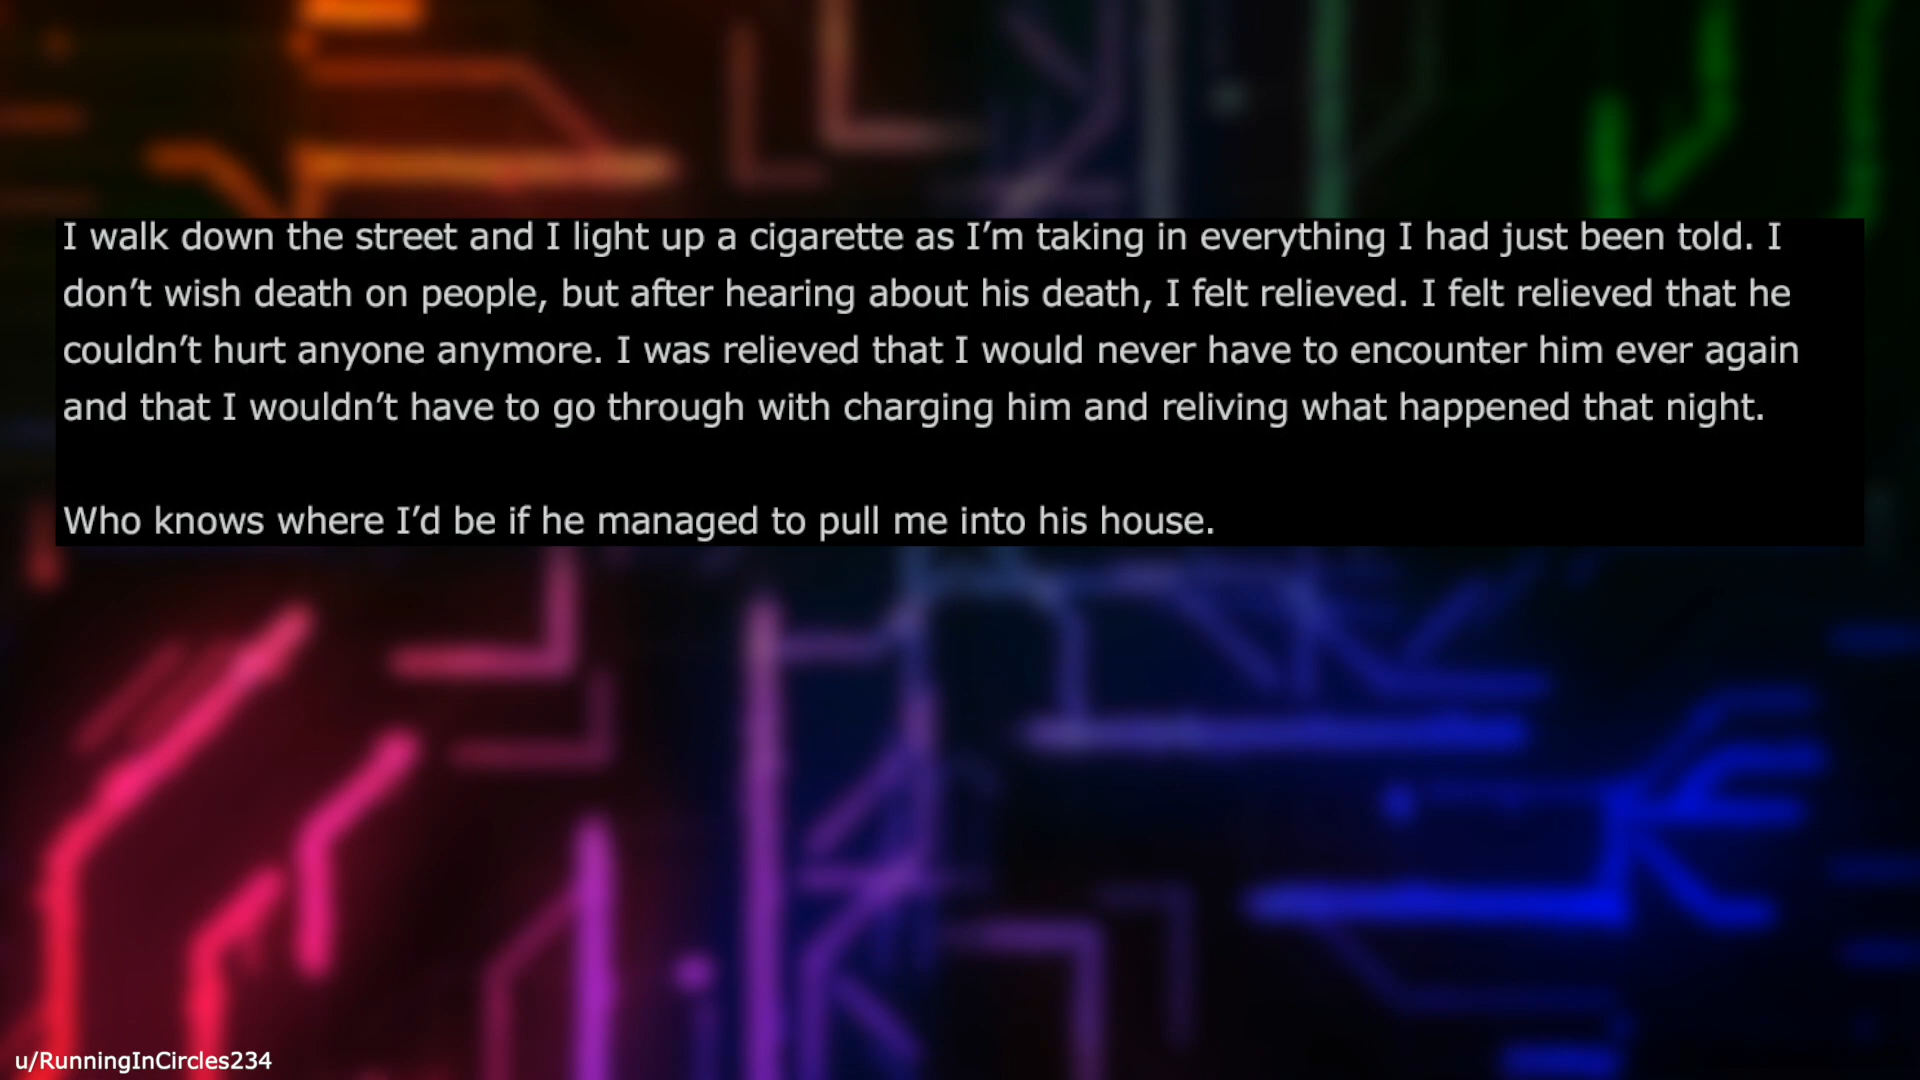 I walk down the street and I light up a cigarette as I’m taking in everything I had just been told. I
don’t wish death on people, but after hearing about his death, I felt relieved. I felt relieved that he
couldn’t hurt anyone anymore. I was relieved that I would never have to encounter him ever again
and that I wouldn’t have to go through with charging him and reliving what happened that night.
Who knows where I’d be if he managed to pull me into his house.
u/RunningInCircles234